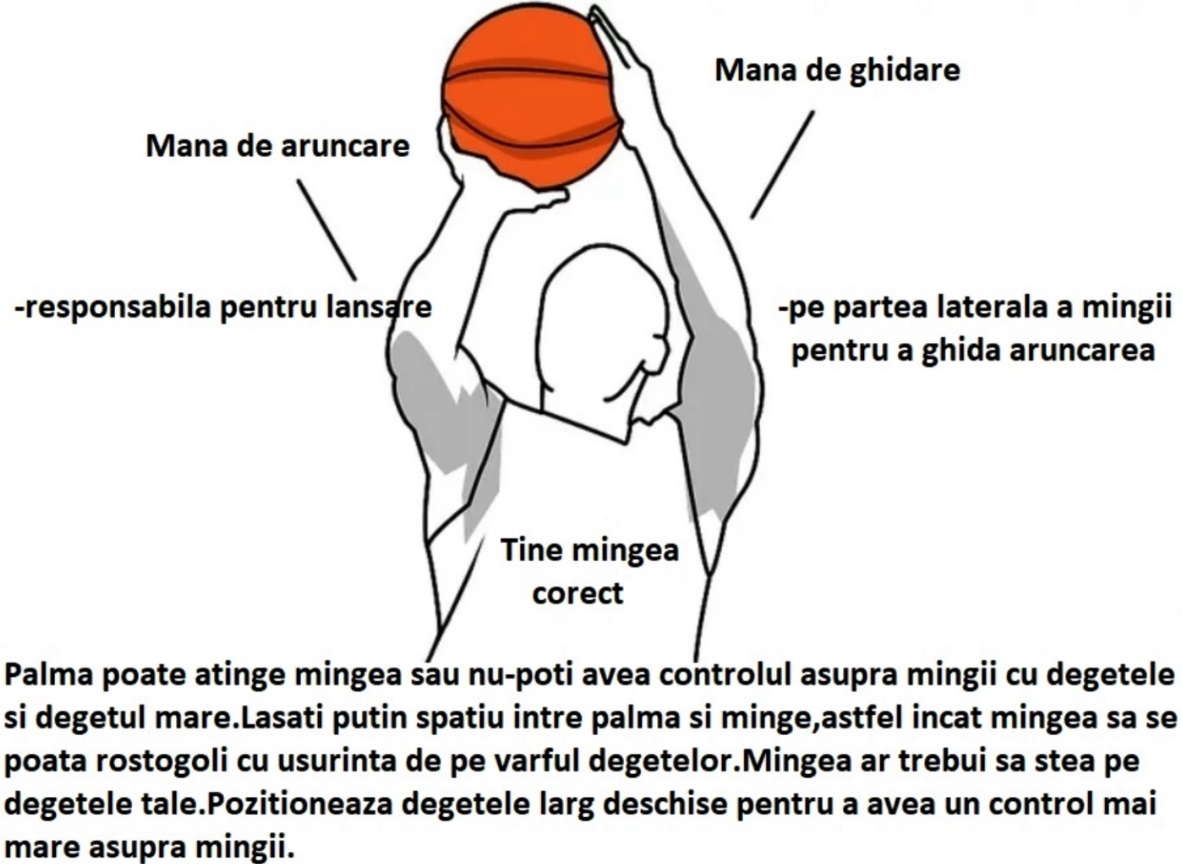 Mana de ghidare
Mana de aruncare
-responsabila pentru lansare
-pe partea laterala a mingii
pentru a ghida aruncarea
Tine mingea
corect
Palma poate atinge mingea sau nu-poti avea controlul asupra mingii cu degetele
si degetul mare.Lasati putin spatiu intre palma si minge,astfel incat mingea sa se
poata rostogoli cu usurinta de pe varful degetelor.Mingea ar trebui sa stea pe
degetele tale.Pozitioneaza degetele larg deschise pentru a avea un control mai
mare asupra mingii.